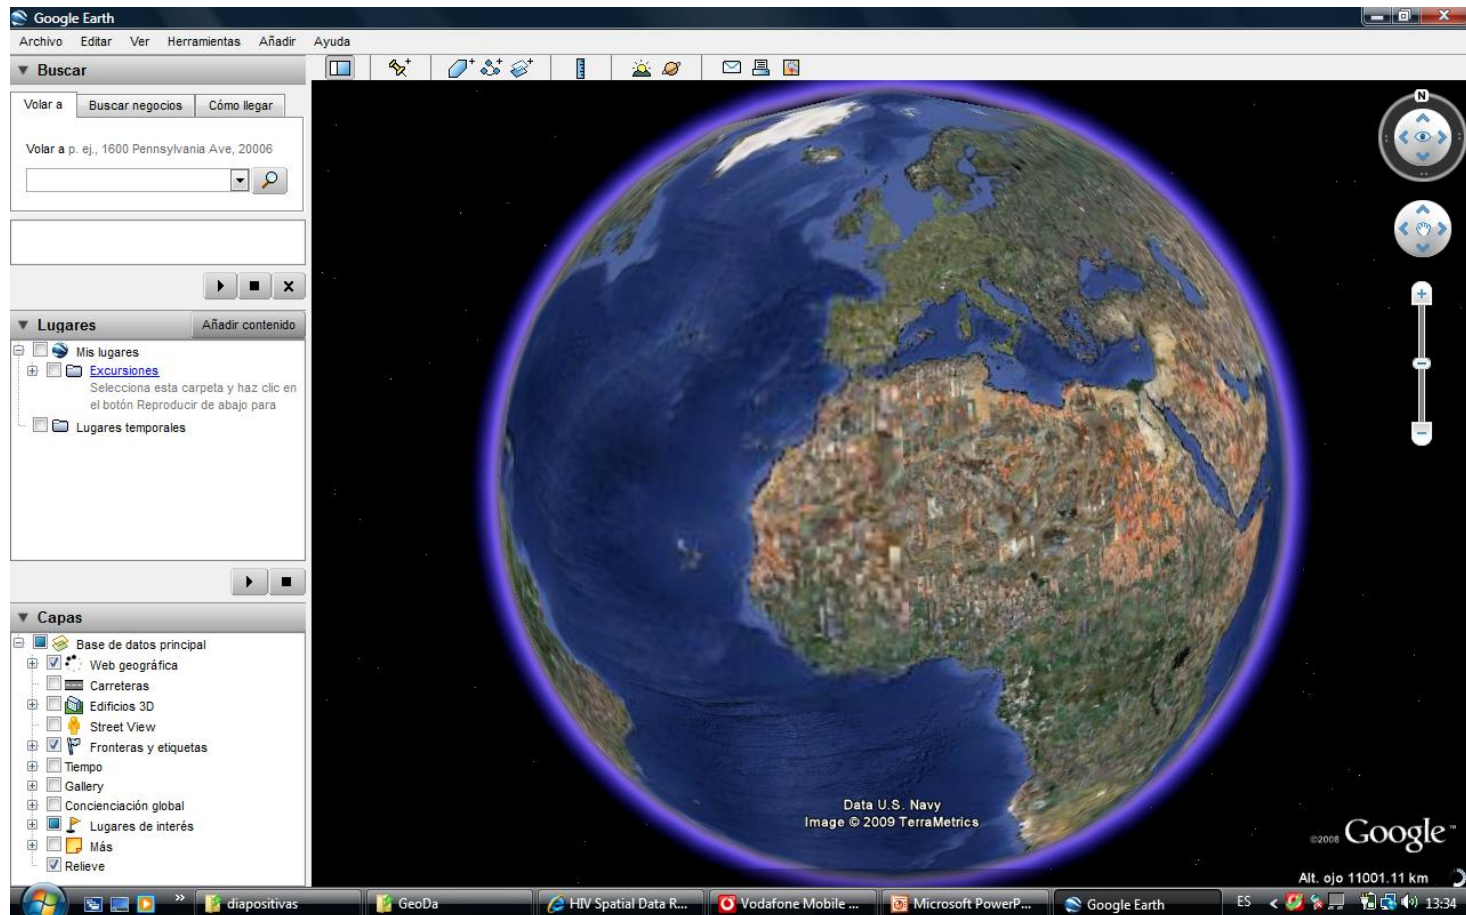 Google Earth
Archivo Editar Ver Herramientas Añadir Ayuda
Buscar
Volar a Buscar negocios Cómo llegar
Volar a p. ej., 1600 Pennsylvania Ave, 20006
Lugares Añadir contenido
Mis lugares
Excursiones
Selecciona esta carpeta y haz clic en
el botón Reproducir de abajo para
Lugares temporales
Capas
Base de datos principal
Web geográfica
Carreteras
Edificios 3D
Street View
Fronteras y etiquetas
Tiempo
Gallery
Concienciación global
Lugares de interés
Más
Relieve
N
Data U.S. Navy
Image © 2009 TerraMetrics
©2008 Google™
Alt. ojo 11001.11 km
diapositivas GeoDa HIV Spatial Data R... Vodafone Mobile ... Microsoft PowerP... Google Earth ES 13:34